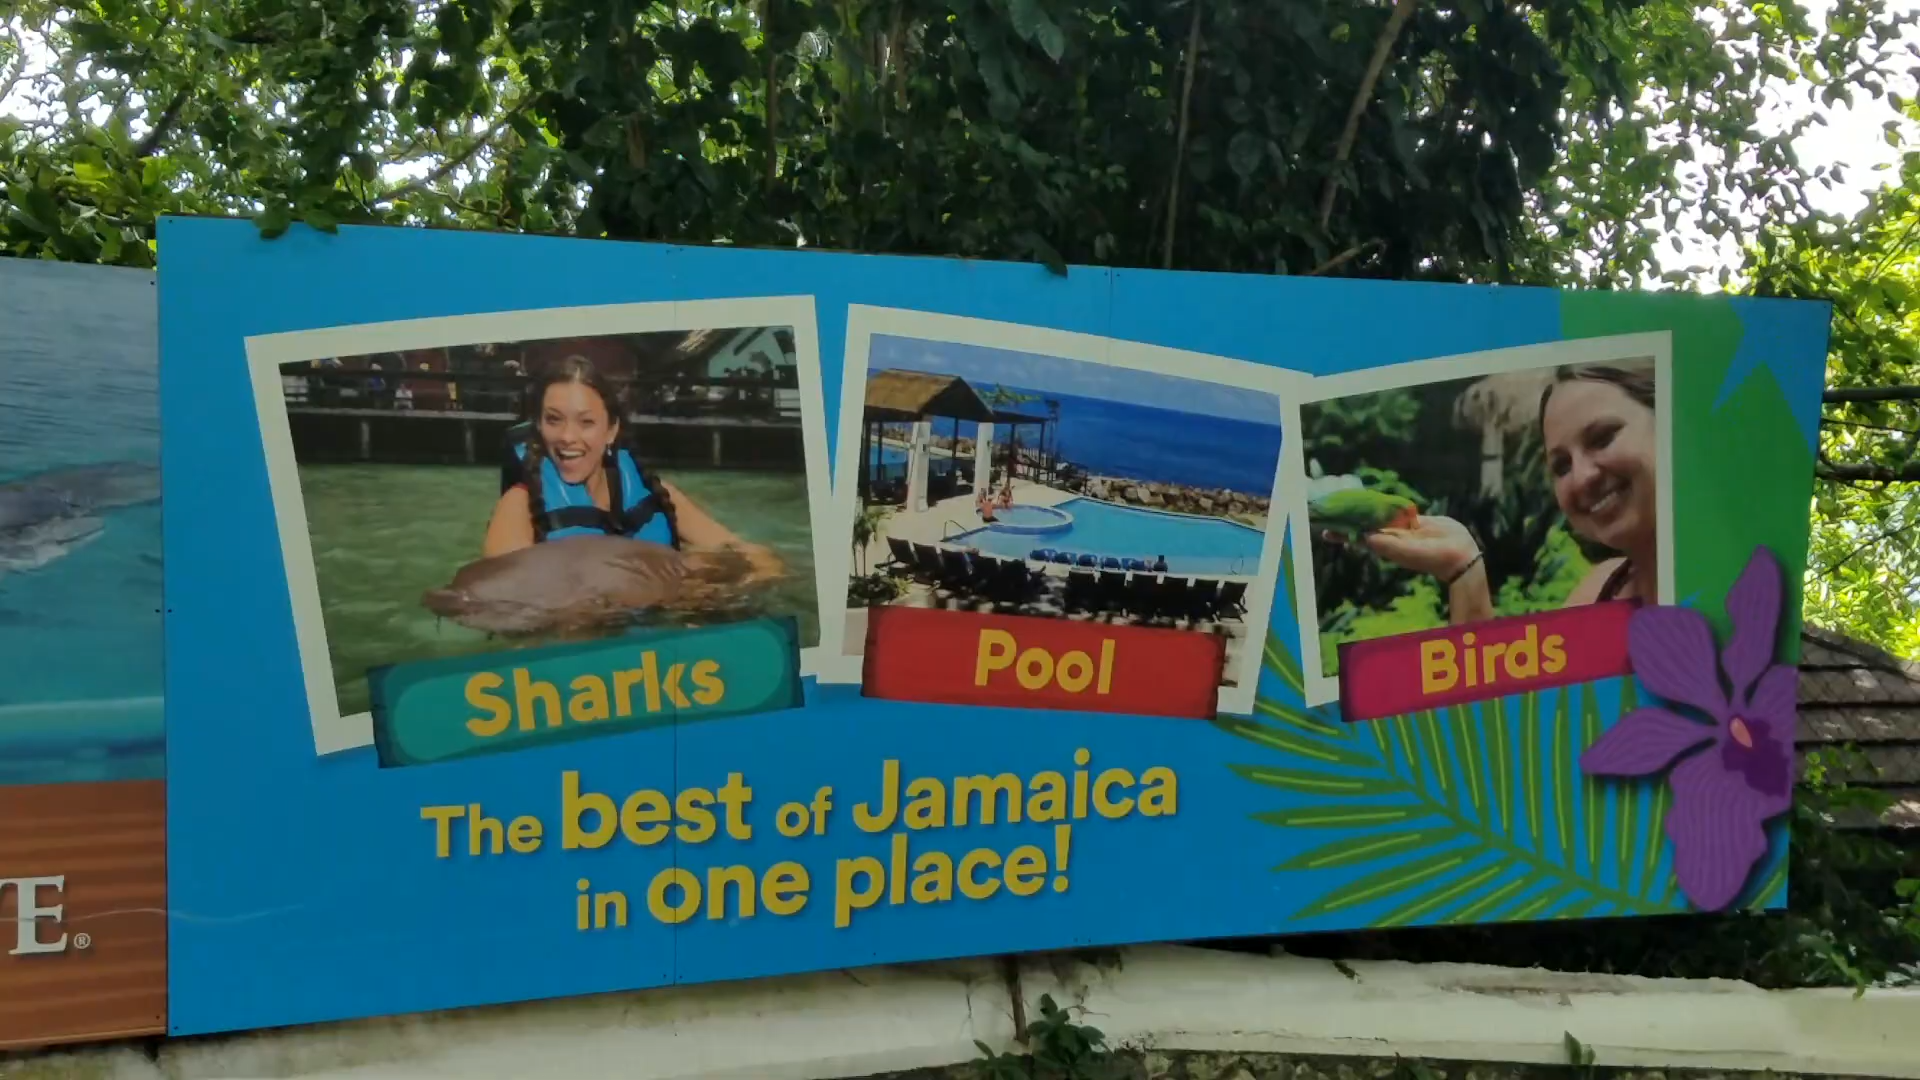 Sharks
Pool
Birds
The best of Jamaica
in one place!
E.®